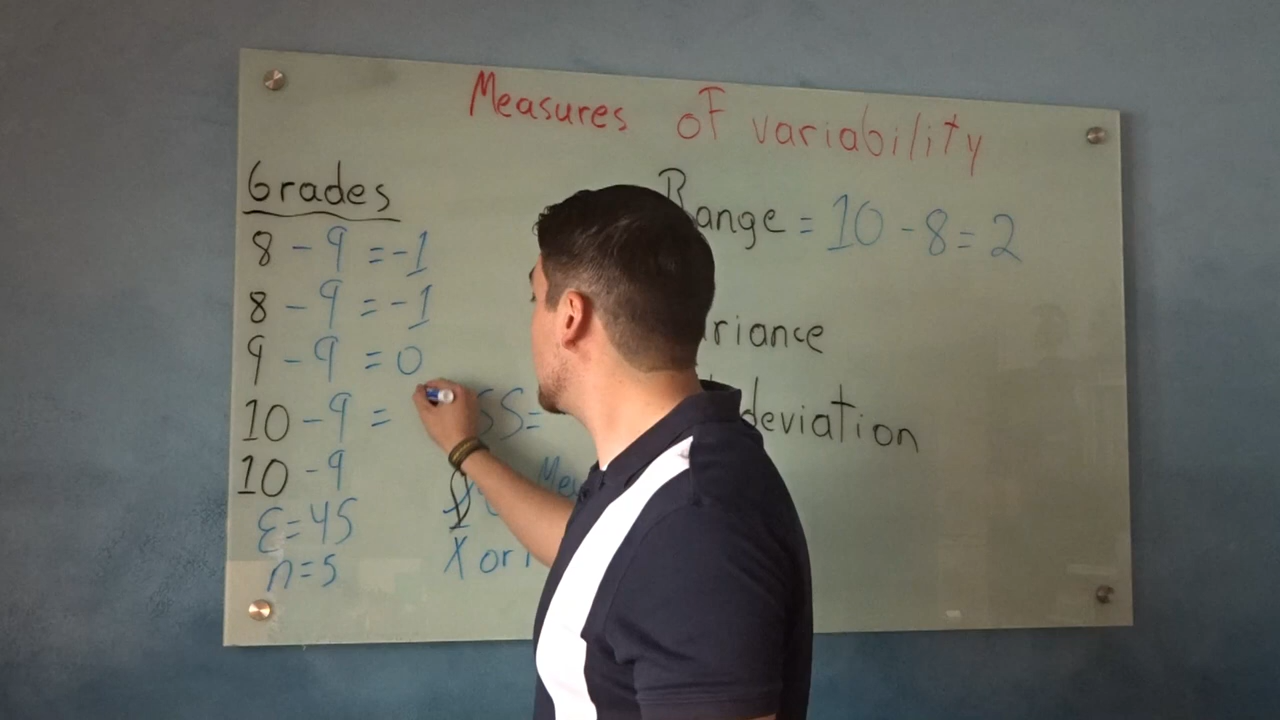 Measures of variability
Grades
8 - 9 = -1
8 - 9 = -1
9 - 9 = 0
10 - 9 =
10 - 9
Σ = 45
n = 5
Range = 10 - 8 = 2
riance
deviation
SS =
X or